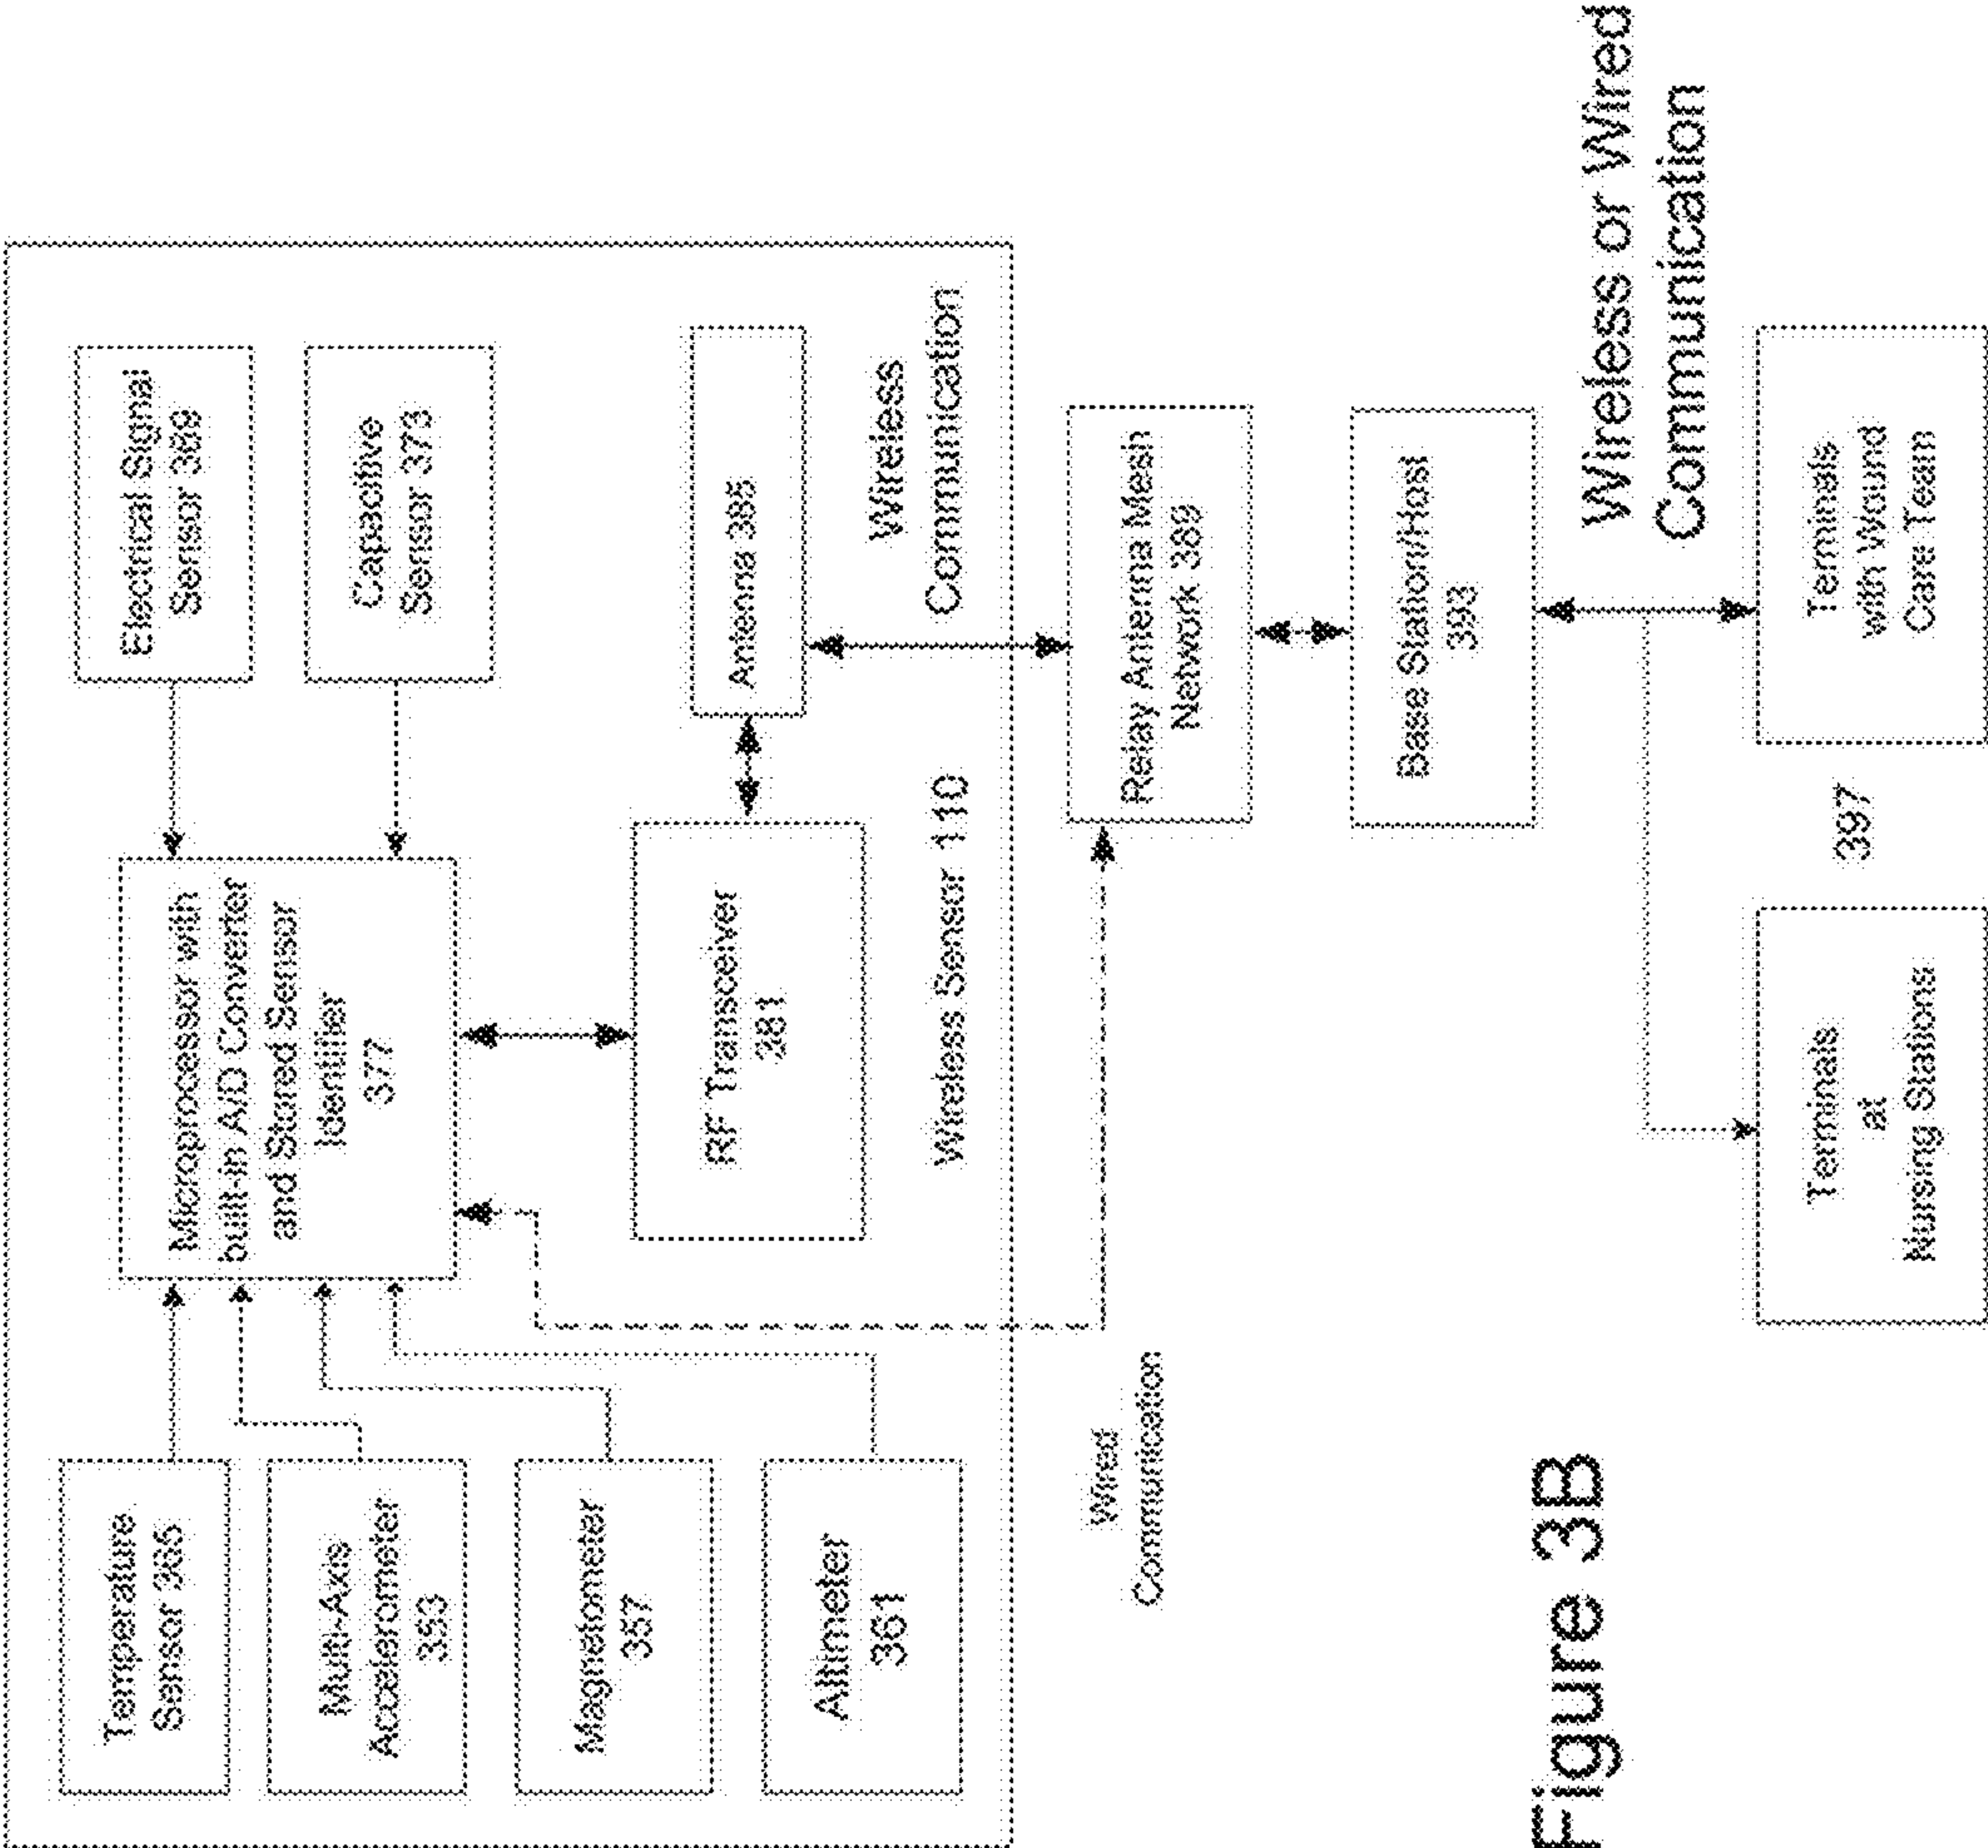 Temperature
Sensor 365
Multi-Axis
Accelerometer
353
Magnetometer
357
Altimeter
361
Microprocessor with
built-in A/D Converter
and Stored Sensor
Identifier
377
Electrical Signal
Sensor 369
Capacitive
Sensor 373
RF Transceiver
381
Antenna 385
Wireless Sensor 110
Wireless
Communication
Wired
Communication
Relay Antenna Mesh
Network 389
Base Station/Host
393
Wireless or Wired
Communication
Terminals
at
Nursing Stations
397
Terminals
with Wound
Care Team
Figure 3B